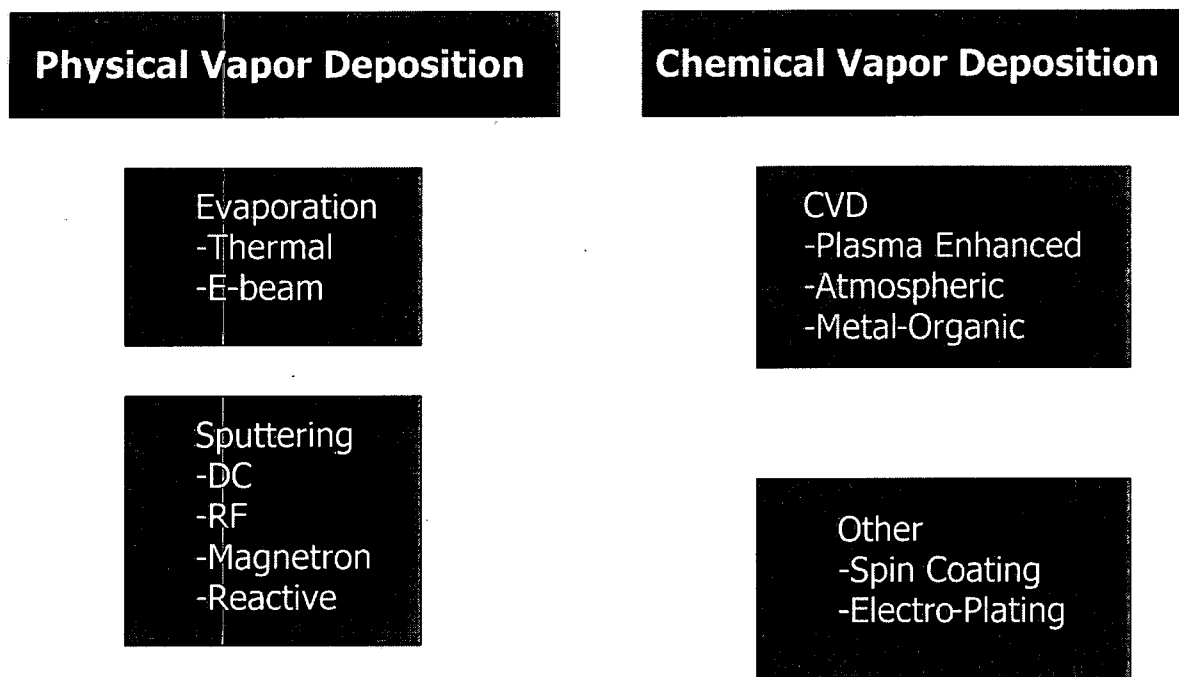 Physical Vapor Deposition
Evaporation
-Thermal
-E-beam
Sputtering
-DC
-RF
-Magnetron
-Reactive
Chemical Vapor Deposition
CVD
-Plasma Enhanced
-Atmospheric
-Metal-Organic
Other
-Spin Coating
-Electro-Plating